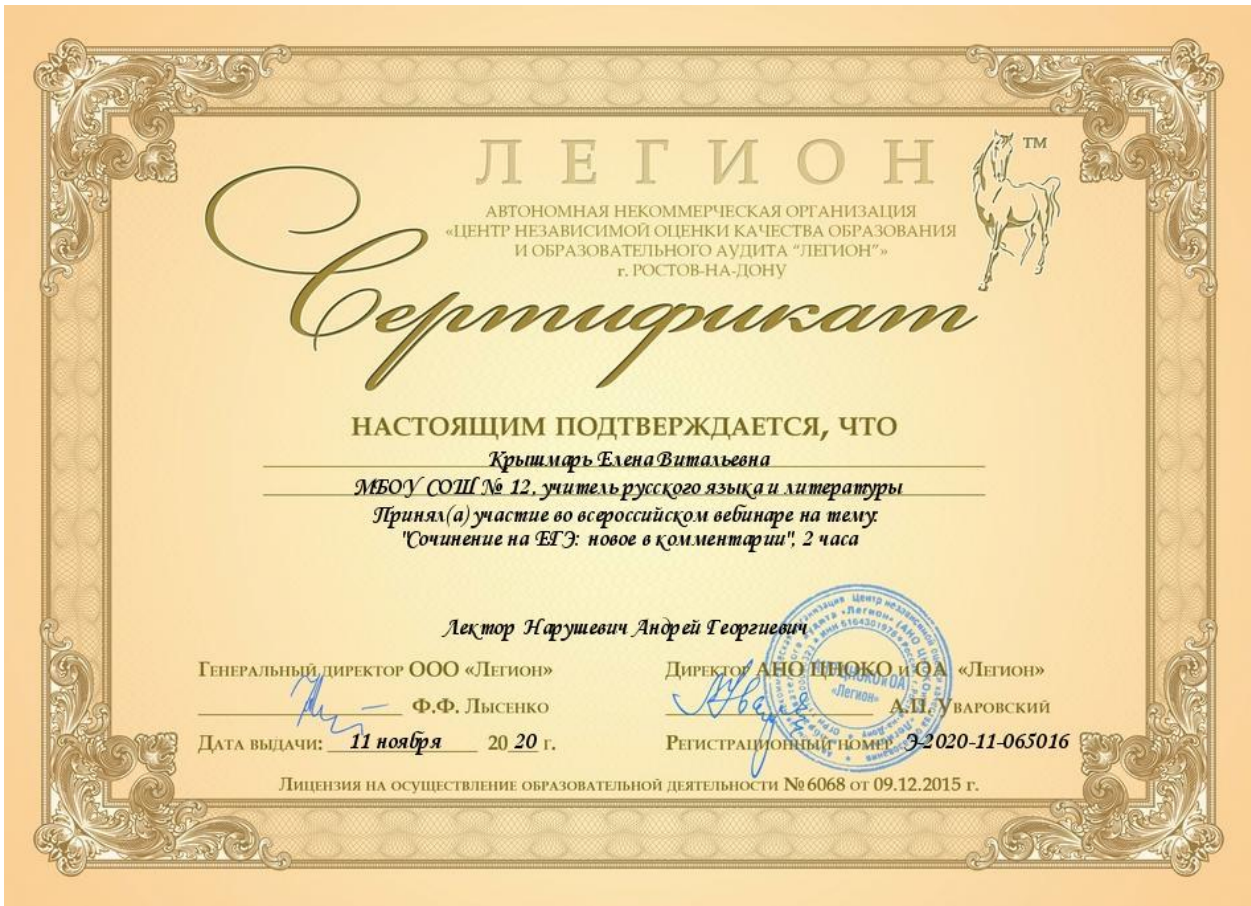 ЛЕГИОН
TM
АВТОНОМНАЯ НЕКОММЕРЧЕСКАЯ ОРГАНИЗАЦИЯ
«ЦЕНТР НЕЗАВИСИМОЙ ОЦЕНКИ КАЧЕСТВА ОБРАЗОВАНИЯ
И ОБРАЗОВАТЕЛЬНОГО АУДИТА "ЛЕГИОН"»
г. РОСТОВ-НА-ДОНУ
Сертификат
НАСТОЯЩИМ ПОДТВЕРЖДАЕТСЯ, ЧТО
Крышмарь Елена Витальевна
МБОУ СОШ № 12, учитель русского языка и литературы
Принял(а) участие во всероссийском вебинаре на тему:
"Сочинение на ЕГЭ: новое в комментарии", 2 часа
Лектор Нарушевич Андрей Георгиевич
Генеральный директор ООО «Легион» Директор АНО ЦНОКО и ОА «Легион»
Ф.Ф. Лысенко А.П. Уваровский
Дата выдачи: 11 ноября 20 20 г. Регистрационный номер Э-2020-11-065016
Лицензия на осуществление образовательной деятельности № 6068 от 09.12.2015 г.